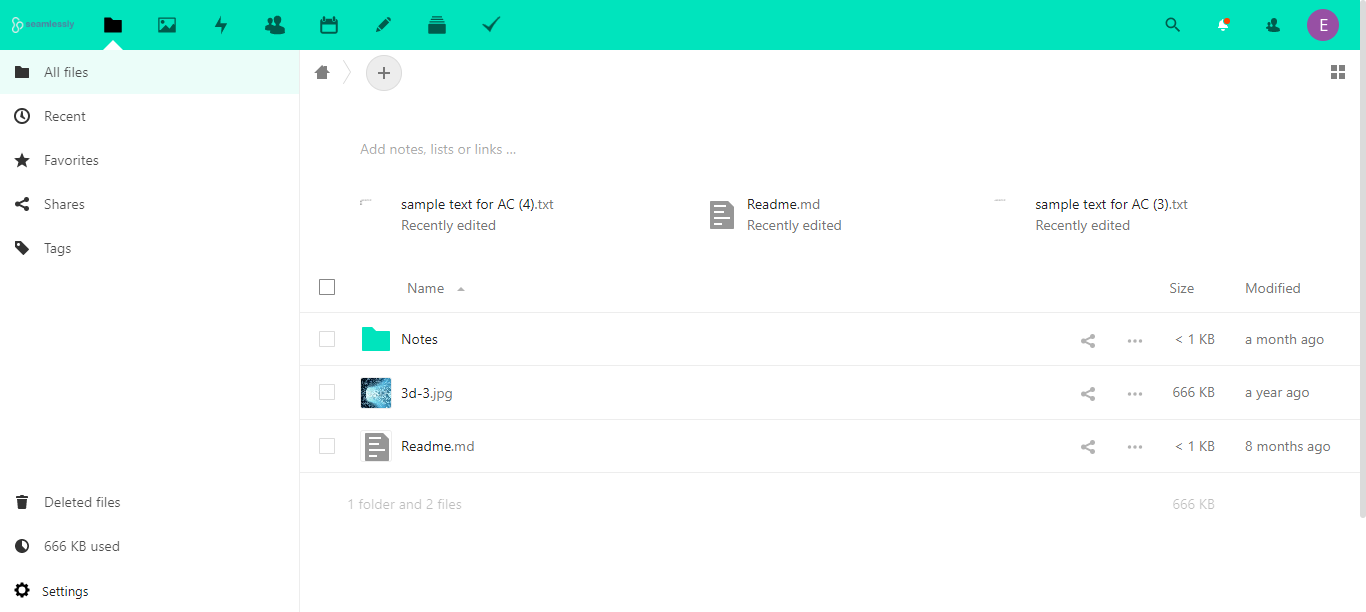 seamlessly
E
All files
Recent
Favorites
Shares
Tags
Deleted files
666 KB used
Settings
Add notes, lists or links ...
sample text for AC (4).txt
Recently edited
Readme.md
Recently edited
sample text for AC (3).txt
Recently edited
Name Size Modified
Notes < 1 KB a month ago
3d-3.jpg 666 KB a year ago
Readme.md < 1 KB 8 months ago
1 folder and 2 files 666 KB